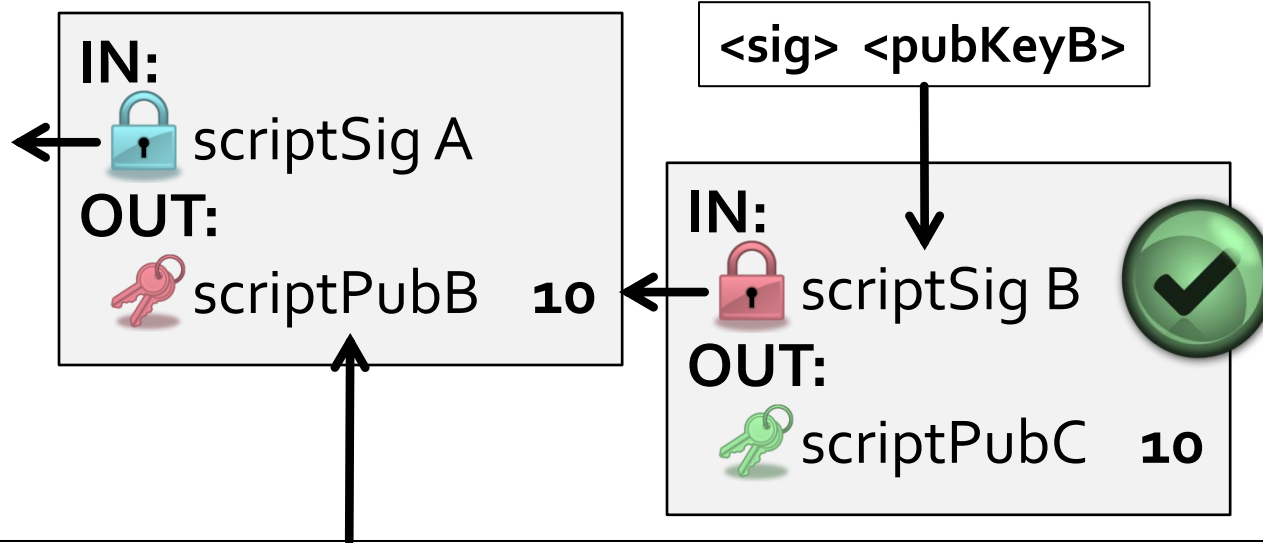 IN:
scriptSig A
OUT:
scriptPubB 10
<sig> <pubKeyB>
IN:
scriptSig B
OUT:
scriptPubC 10